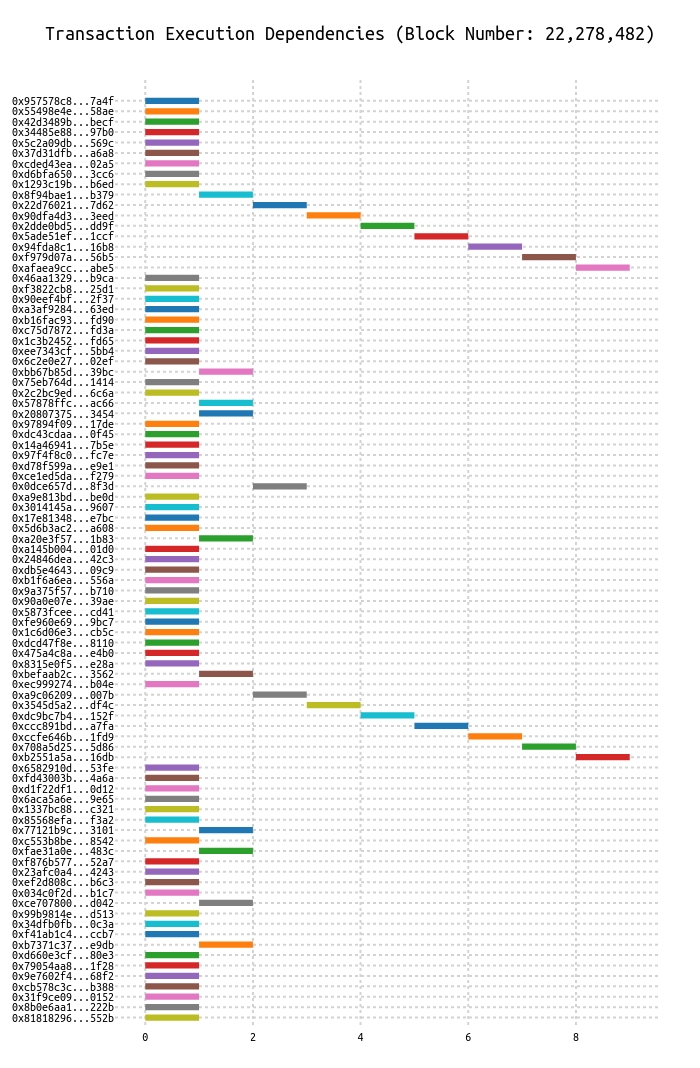 Transaction Execution Dependencies (Block Number: 22,278,482)
0x957578c8...7a4f
0x55498e4e...58ae
0x42d3489b...becf
0x34485e88...97b0
0x5c2a09db...569c
0x37d31dfb...a6a8
0xcded43ea...02a5
0xd6bfa650...3cc6
0x1293c19b...b6ed
0x8f94bae1...b379
0x22d76021...7d62
0x90dfa4d3...3eed
0x2dde0bd5...dd9f
0x5ade51ef...1ccf
0x94fda8c1...16b8
0xf979d07a...56b5
0xafaea9cc...abe5
0x46aa1329...b9ca
0xf3822cb8...25d1
0x90eef4bf...2f37
0xa3af9284...63ed
0xb16fac93...fd90
0xc75d7872...fd3a
0x1c3b2452...fd65
0xee7343cf...5bb4
0x6c2e0e27...02ef
0xbb67b85d...39bc
0x75eb764d...1414
0x2c2bc9ed...6c6a
0x57878ffc...ac66
0x20807375...3454
0x97894f09...17de
0xdc43cdaa...0f45
0x14a46941...7b5e
0x97f4f8c0...fc7e
0xd78f599a...e9e1
0xce1ed5da...f279
0x0dce657d...8f3d
0xa9e813bd...be0d
0x3014145a...9607
0x17e81348...e7bc
0x5d6b3ac2...a608
0xa20e3f57...1b83
0xa145b004...01d0
0x24846dea...42c3
0xdb5e4643...09c9
0xb1f6a6ea...556a
0x9a375f57...b710
0x90a0e07e...39ae
0x5873fcee...cd41
0xfe960e69...9bc7
0x1c6d06e3...cb5c
0xdcd47f8e...8110
0x475a4c8a...e4b0
0x8315e0f5...e28a
0xbefaab2c...3562
0xec999274...b04e
0xa9c06209...007b
0x3545d5a2...df4c
0xdc9bc7b4...152f
0xccc891bd...a7fa
0xccfe646b...1fd9
0x708a5d25...5d86
0xb2551a5a...16db
0x6582910d...53fe
0xfd43003b...4a6a
0xd1f22df1...0d12
0x6aca5a6e...9e65
0x1337bc88...c321
0x85568efa...f3a2
0x77121b9c...3101
0xc553b8be...8542
0xfae31a0e...483c
0xf876b577...52a7
0x23afc0a4...4243
0xef2d808c...b6c3
0x034c0f2d...b1c7
0xce707800...d042
0x99b9814e...d513
0x34dfb0fb...0c3a
0xf41ab1c4...ccb7
0xb7371c37...e9db
0xd660e3cf...80e3
0x79054aa8...1f28
0x9e7602f4...68f2
0xcb578c3c...b388
0x31f9ce09...0152
0x8b0e6aa1...222b
0x81818296...552b
0 2 4 6 8